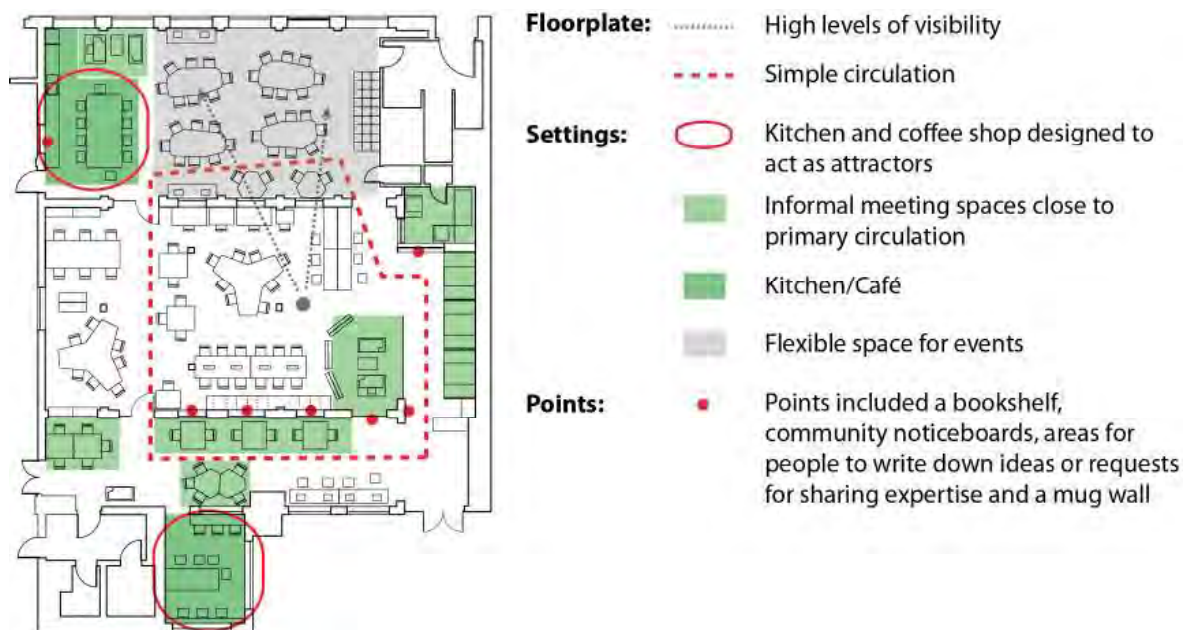 Floorplate:
High levels of visibility
Simple circulation
Settings:
Kitchen and coffee shop designed to
act as attractors
Informal meeting spaces close to
primary circulation
Kitchen/Café
Flexible space for events
Points:
Points included a bookshelf,
community noticeboards, areas for
people to write down ideas or requests
for sharing expertise and a mug wall